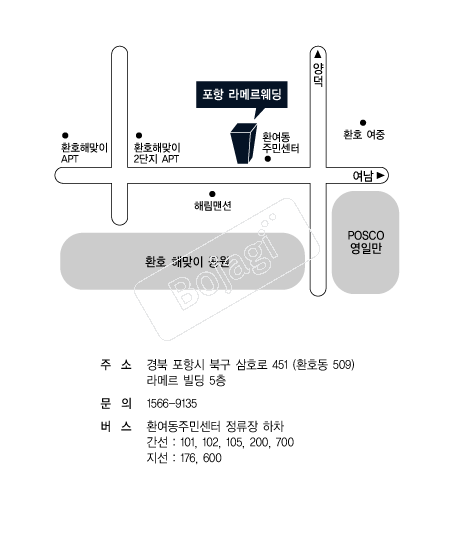 양덕
포항 라메르웨딩
환호해맞이
APT
환호해맞이
2단지 APT
환여동
주민센터
환호 여중
여남
해림맨션
환호 해맞이 공원
POSCO
영일만
Bojagi
주 소 경북 포항시 북구 삼호로 451 (환호동 509)
라메르 빌딩 5층
문 의 1566-9135
버 스 환여동주민센터 정류장 하차
간선 : 101, 102, 105, 200, 700
지선 : 176, 600